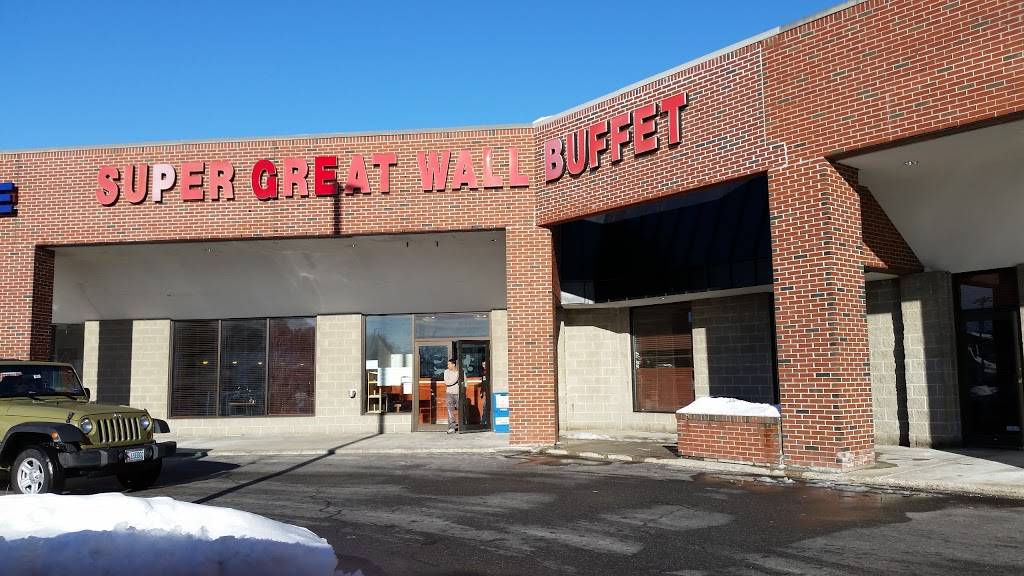 E
SUPER GREAT WALL BUFFET